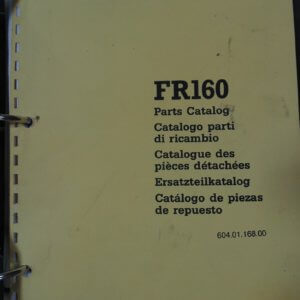 FR160
Parts Catalog
Catalogo parti
di ricambio
Catalogue des
pièces détachées
Ersatzteilkatalog
Catálogo de piezas
de repuesto
604.01.168.00